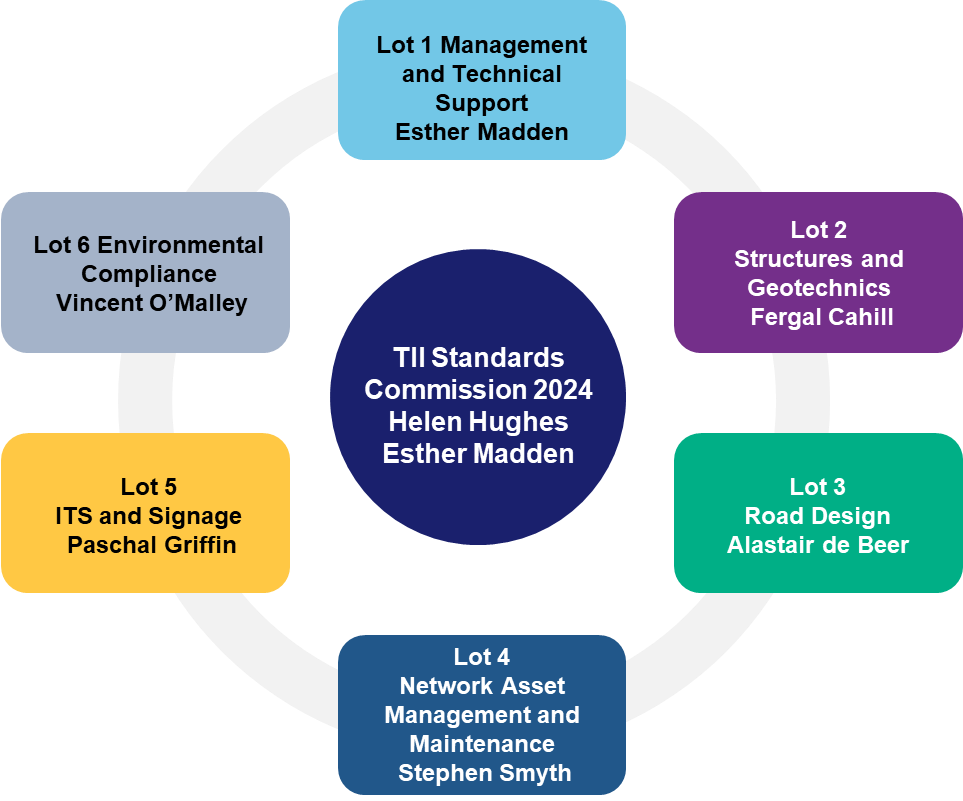 Lot 1 Management
and Technical
Support
Esther Madden
Lot 2
Structures and
Geotechnics
Fergal Cahill
Lot 3
Road Design
Alastair de Beer
Lot 4
Network Asset
Management and
Maintenance
Stephen Smyth
Lot 5
ITS and Signage
Paschal Griffin
Lot 6 Environmental
Compliance
Vincent O’Malley
TII Standards
Commission 2024
Helen Hughes
Esther Madden